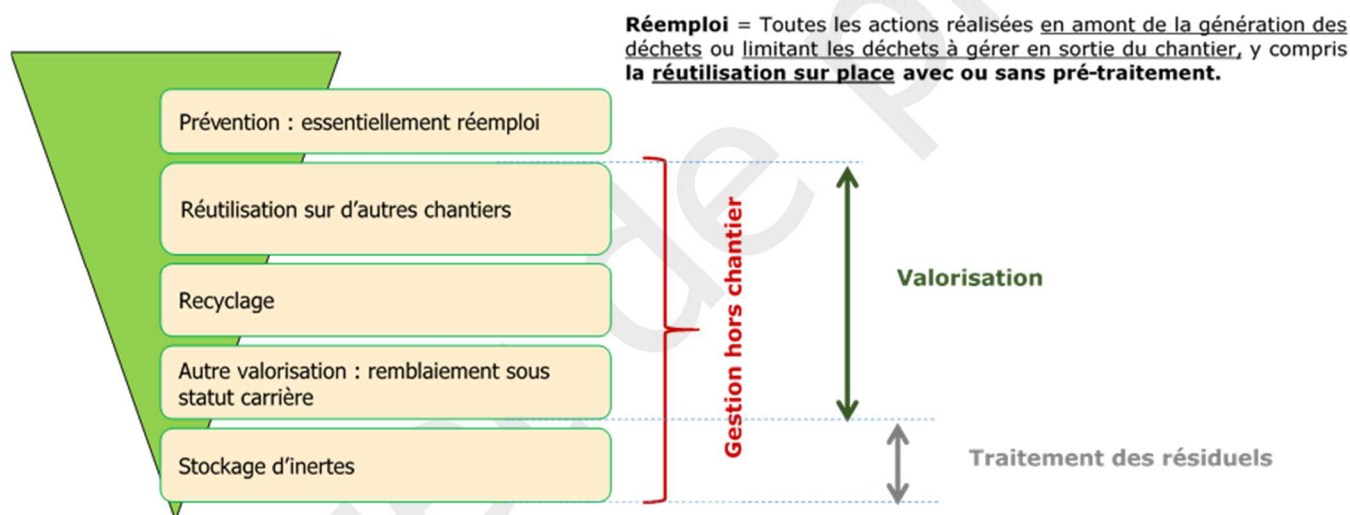 Réemploi = Toutes les actions réalisées en amont de la génération des
déchets ou limitant les déchets à gérer en sortie du chantier, y compris
la réutilisation sur place avec ou sans pré-traitement.
Prévention : essentiellement réemploi
Réutilisation sur d'autres chantiers
Recyclage
Autre valorisation : remblaiement sous
statut carrière
Stockage d'inertes
Gestion hors chantier
Valorisation
Traitement des résiduels